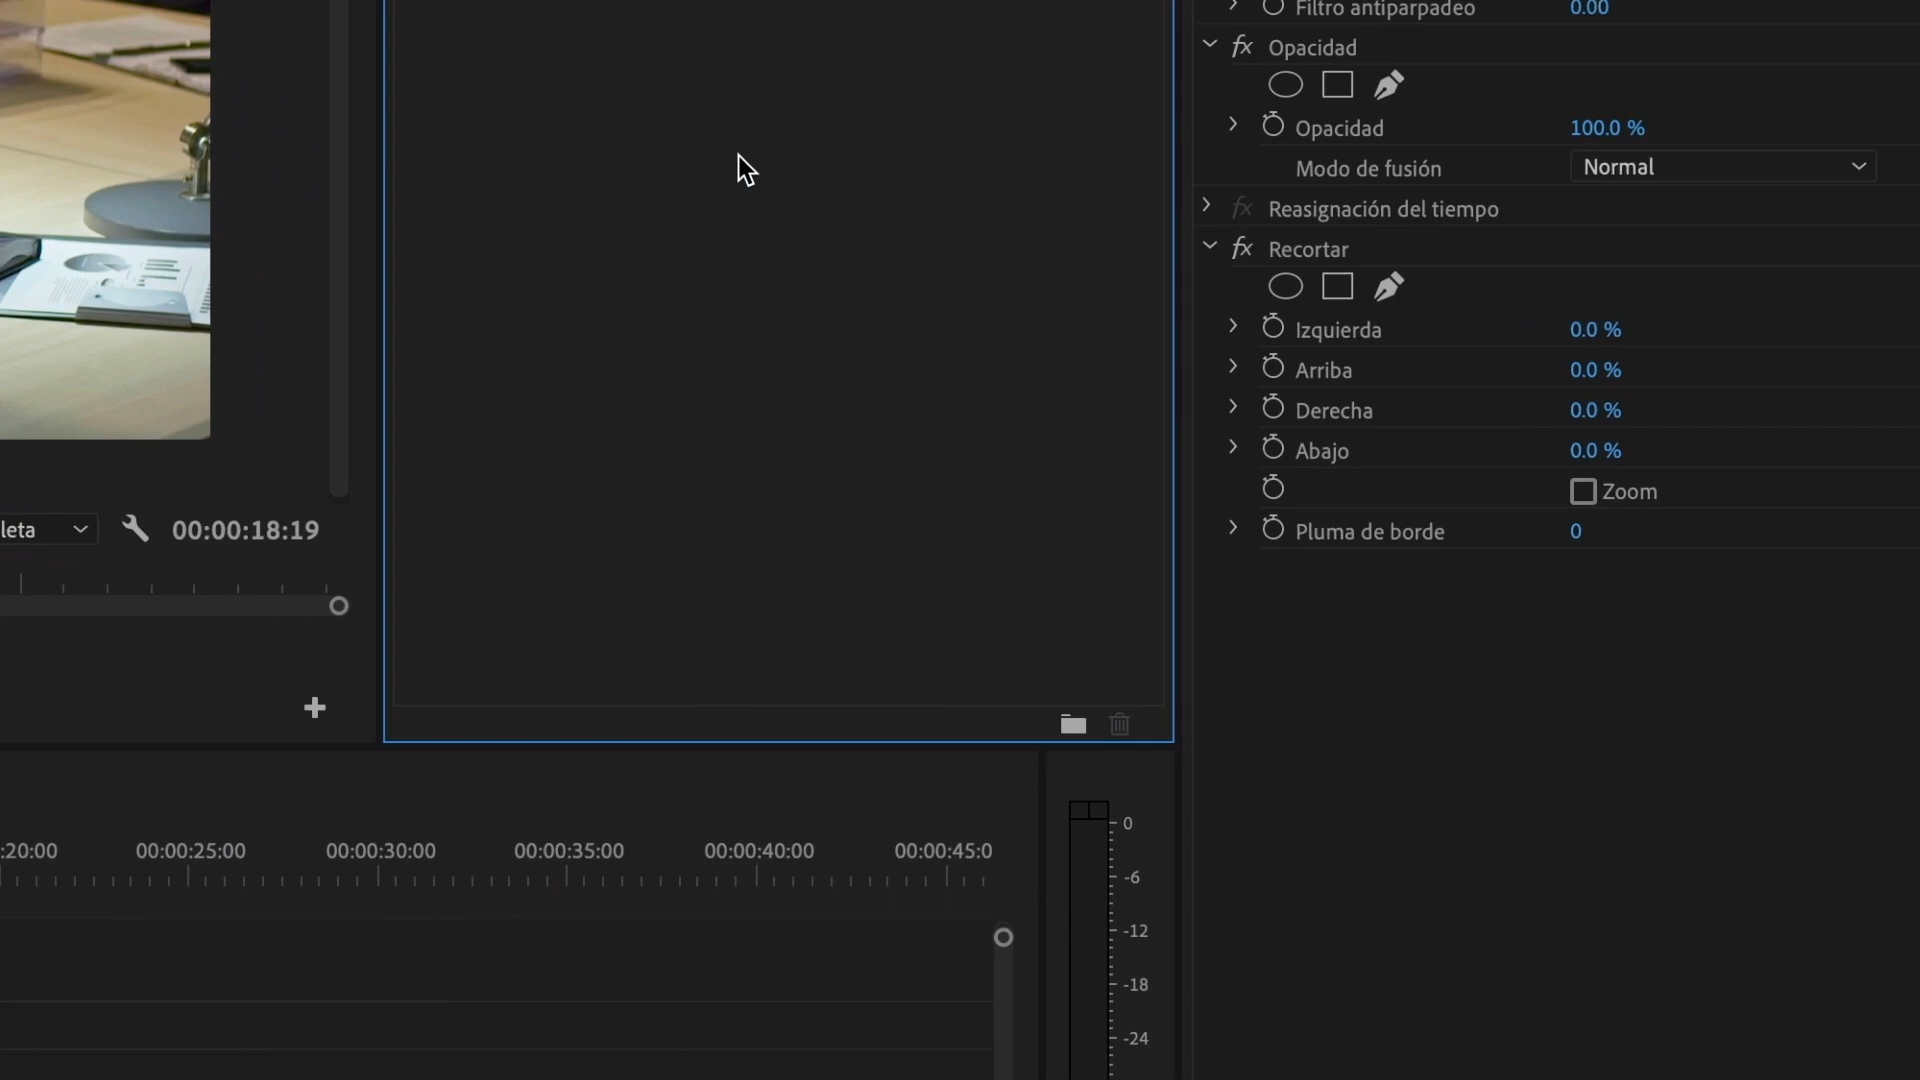 Filtro antiparpadeo 0.00
fx Opacidad
Opacidad 100.0 %
Modo de fusión Normal
fx Reasignación del tiempo
fx Recortar
Izquierda 0.0 %
Arriba 0.0 %
Derecha 0.0 %
Abajo 0.0 %
Zoom
Pluma de borde 0
leta 00:00:18:19
:20:00 00:00:25:00 00:00:30:00 00:00:35:00 00:00:40:00 00:00:45:0
0
-6
-12
-18
-24